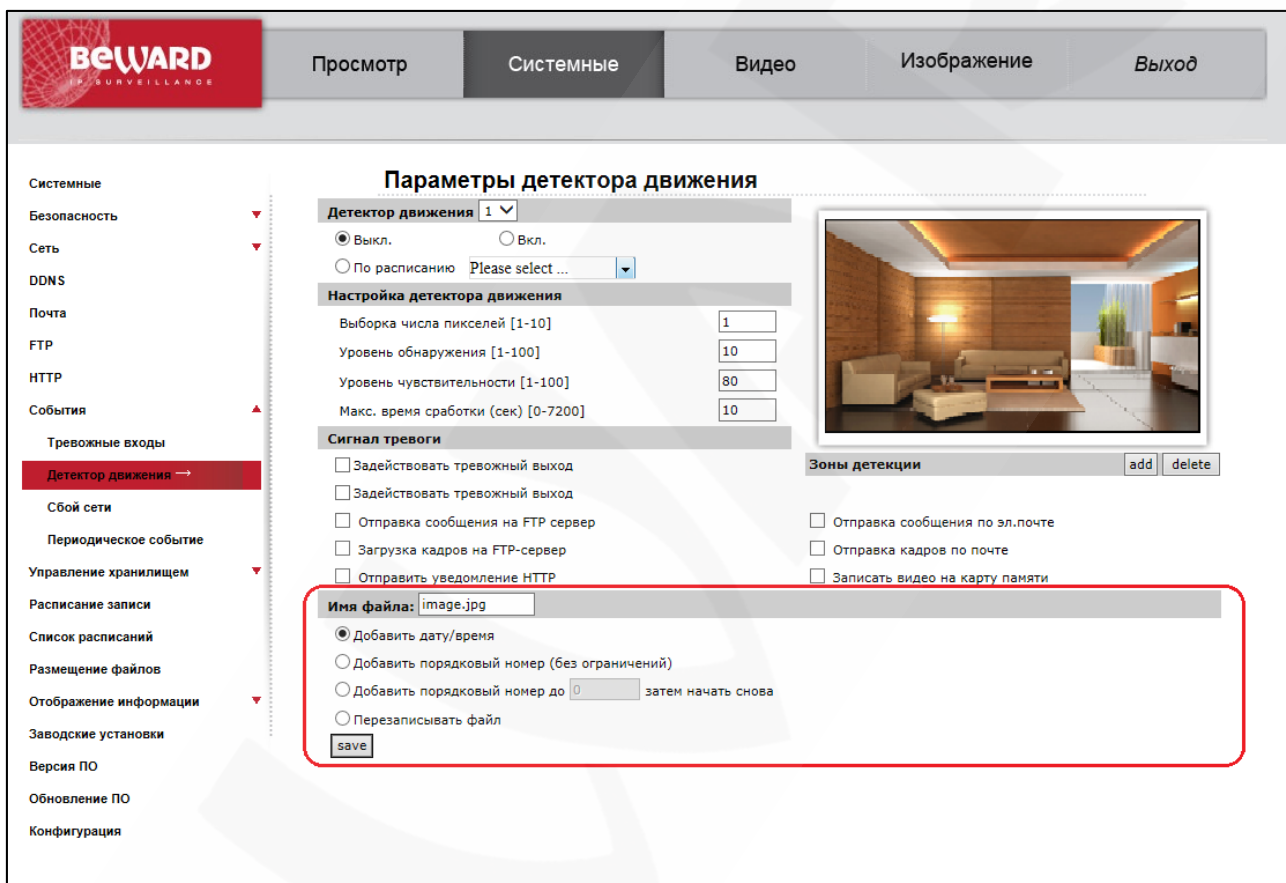 BEWARD
IP SURVEILLANCE
Просмотр
Системные
Видео
Изображение
Выход
Системные
Безопасность
Сеть
DDNS
Почта
FTP
HTTP
События
Тревожные входы
Детектор движения →
Сбой сети
Периодическое событие
Управление хранилищем
Расписание записи
Список расписаний
Размещение файлов
Отображение информации
Заводские установки
Версия ПО
Обновление ПО
Конфигурация
Параметры детектора движения
Детектор движения 1
Выкл. Вкл.
По расписанию Please select ...
Настройка детектора движения
Выборка числа пикселей [1-10] 1
Уровень обнаружения [1-100] 10
Уровень чувствительности [1-100] 80
Макс. время сработки (сек) [0-7200] 10
Сигнал тревоги
Зоны детекции add delete
Задействовать тревожный выход
Задействовать тревожный выход
Отправка сообщения на FTP сервер Отправка сообщения по эл.почте
Загрузка кадров на FTP-сервер Отправка кадров по почте
Отправить уведомление HTTP Записать видео на карту памяти
Имя файла: image.jpg
Добавить дату/время
Добавить порядковый номер (без ограничений)
Добавить порядковый номер до 0 затем начать снова
Перезаписывать файл
save